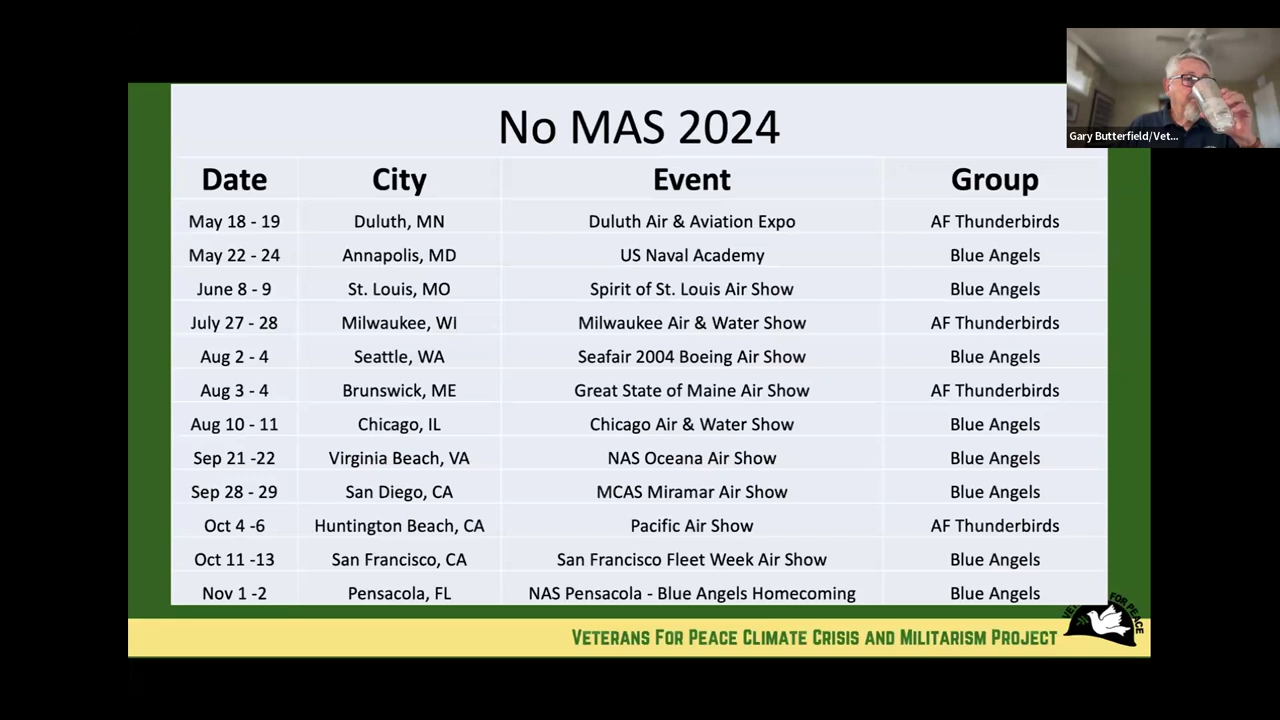 No MAS 2024
Gary Butterfield/Vet...
Date City Event Group
May 18 - 19 Duluth, MN Duluth Air & Aviation Expo AF Thunderbirds
May 22 - 24 Annapolis, MD US Naval Academy Blue Angels
June 8 - 9 St. Louis, MO Spirit of St. Louis Air Show Blue Angels
July 27 - 28 Milwaukee, WI Milwaukee Air & Water Show AF Thunderbirds
Aug 2 - 4 Seattle, WA Seafair 2004 Boeing Air Show Blue Angels
Aug 3 - 4 Brunswick, ME Great State of Maine Air Show AF Thunderbirds
Aug 10 - 11 Chicago, IL Chicago Air & Water Show Blue Angels
Sep 21 -22 Virginia Beach, VA NAS Oceana Air Show Blue Angels
Sep 28 - 29 San Diego, CA MCAS Miramar Air Show Blue Angels
Oct 4 -6 Huntington Beach, CA Pacific Air Show AF Thunderbirds
Oct 11 -13 San Francisco, CA San Francisco Fleet Week Air Show Blue Angels
Nov 1 -2 Pensacola, FL NAS Pensacola - Blue Angels Homecoming Blue Angels
VETERANS FOR PEACE CLIMATE CRISIS AND MILITARISM PROJECT
FOR PEACE